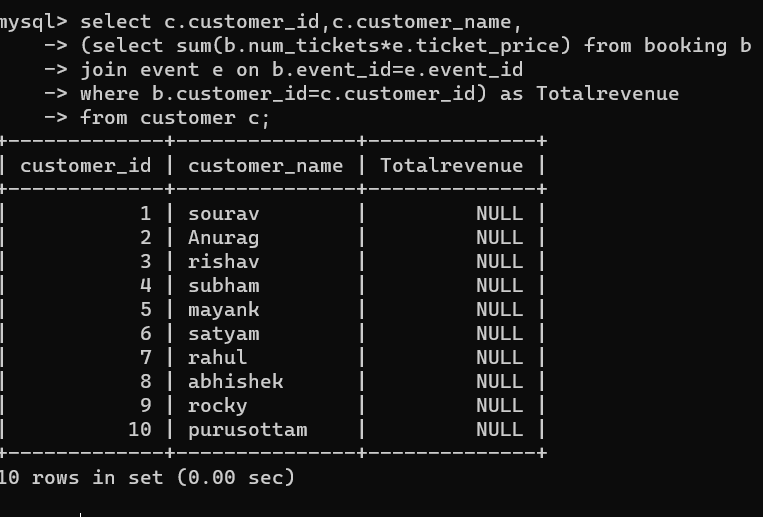 mysql> select c.customer_id,c.customer_name,
    -> (select sum(b.num_tickets*e.ticket_price) from booking b
    -> join event e on b.event_id=e.event_id
    -> where b.customer_id=c.customer_id) as Totalrevenue
    -> from customer c;
+-------------+---------------+--------------+
| customer_id | customer_name | Totalrevenue |
+-------------+---------------+--------------+
|           1 | sourav        |         NULL |
|           2 | Anurag        |         NULL |
|           3 | rishav        |         NULL |
|           4 | subham        |         NULL |
|           5 | mayank        |         NULL |
|           6 | satyam        |         NULL |
|           7 | rahul         |         NULL |
|           8 | abhishek      |         NULL |
|           9 | rocky         |         NULL |
|          10 | purusottam    |         NULL |
+-------------+---------------+--------------+
10 rows in set (0.00 sec)